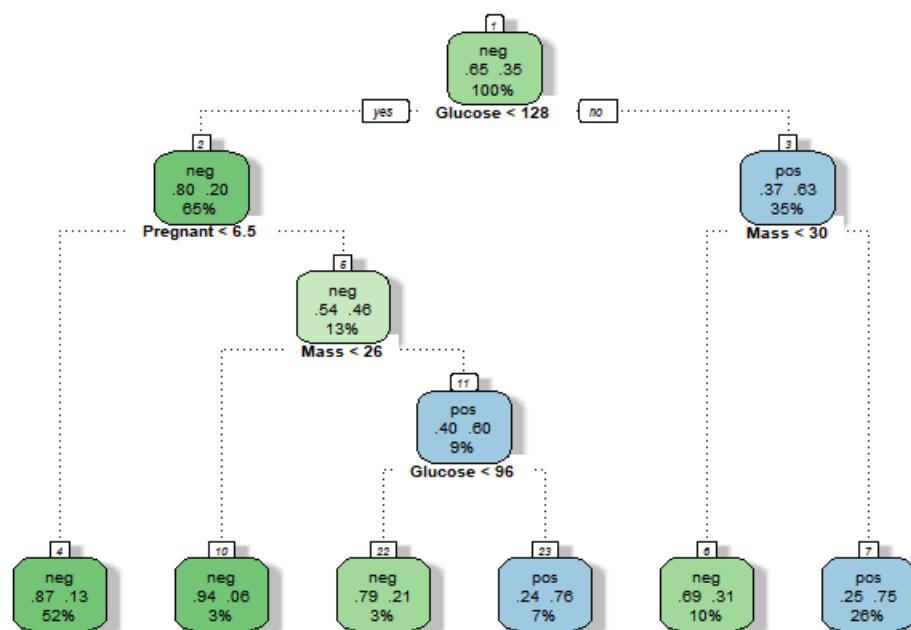 1
neg
.65 .35
100%
yes Glucose < 128 no
2
neg
.80 .20
65%
Pregnant < 6.5
3
pos
.37 .63
35%
Mass < 30
5
neg
.54 .46
13%
Mass < 26
11
pos
.40 .60
9%
Glucose < 96
4
neg
.87 .13
52%
10
neg
.94 .06
3%
22
neg
.79 .21
3%
23
pos
.24 .76
7%
6
neg
.69 .31
10%
7
pos
.25 .75
26%